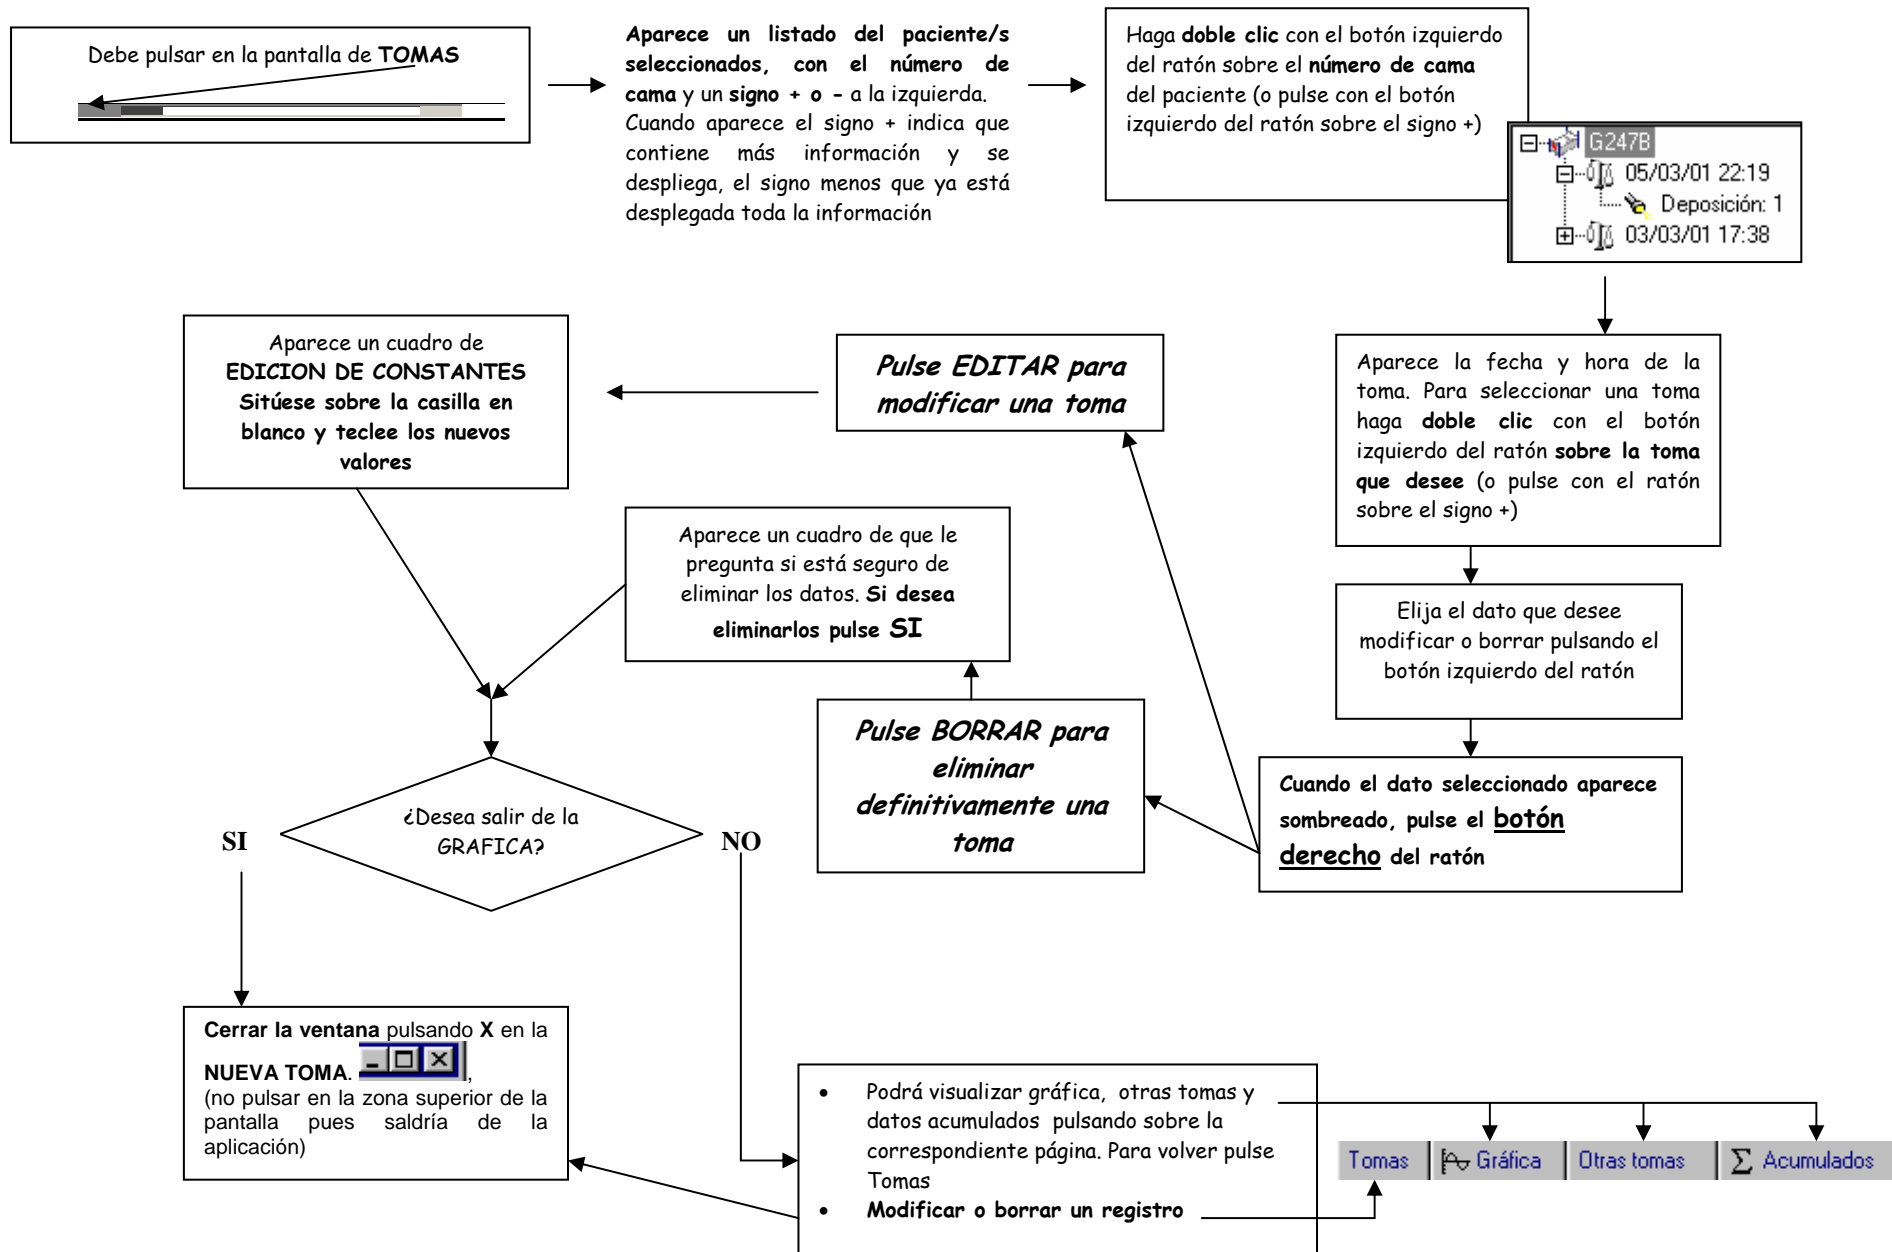 Debe pulsar en la pantalla de TOMAS
Aparece un listado del paciente/s
seleccionados, con el número de
cama y un signo + o - a la izquierda.
Cuando aparece el signo + indica que
contiene más información y se
despliega, el signo menos que ya está
desplegada toda la información
Haga doble clic con el botón izquierdo
del ratón sobre el número de cama
del paciente (o pulse con el botón
izquierdo del ratón sobre el signo +)
G247B
05/03/01 22:19
Deposición: 1
03/03/01 17:38
Aparece la fecha y hora de la
toma. Para seleccionar una toma
haga doble clic con el botón
izquierdo del ratón sobre la toma
que desee (o pulse con el ratón
sobre el signo +)
Elija el dato que desee
modificar o borrar pulsando el
botón izquierdo del ratón
Cuando el dato seleccionado aparece
sombreado, pulse el botón
derecho del ratón
Pulse EDITAR para
modificar una toma
Aparece un cuadro de
EDICION DE CONSTANTES
Sitúese sobre la casilla en
blanco y teclee los nuevos
valores
Pulse BORRAR para
eliminar
definitivamente una
toma
Aparece un cuadro de que le
pregunta si está seguro de
eliminar los datos. Si desea
eliminarlos pulse SI
¿Desea salir de la
GRAFICA?
SI
NO
Cerrar la ventana pulsando X en la
NUEVA TOMA. ,
(no pulsar en la zona superior de la
pantalla pues saldría de la
aplicación)
• Podrá visualizar gráfica, otras tomas y
datos acumulados pulsando sobre la
correspondiente página. Para volver pulse
Tomas
• Modificar o borrar un registro
Tomas Gráfica Otras tomas Σ Acumulados